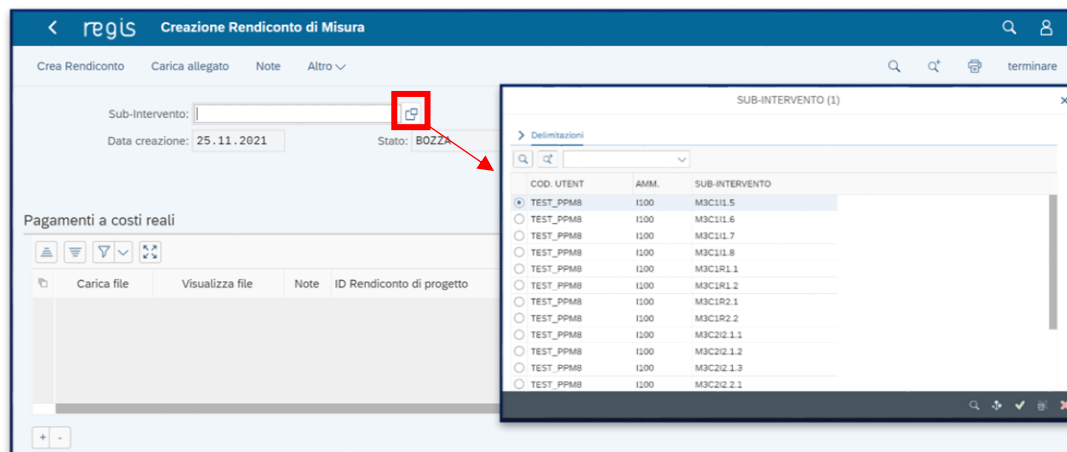 regis Creazione Rendiconto di Misura
Crea Rendiconto Carica allegato Note Altro terminare
Sub-Intervento:
Data creazione: 25.11.2021 Stato: BOZZA
Pagamenti a costi reali
Carica file Visualizza file Note ID Rendiconto di progetto
+ -
SUB-INTERVENTO (1)
Delimitazioni
COD. UTENT AMM. SUB-INTERVENTO
TEST_PPM8 I100 M3C1I1.5
TEST_PPM8 I100 M3C1I1.6
TEST_PPM8 I100 M3C1I1.7
TEST_PPM8 I100 M3C1I1.8
TEST_PPM8 I100 M3C1R1.1
TEST_PPM8 I100 M3C1R1.2
TEST_PPM8 I100 M3C1R2.1
TEST_PPM8 I100 M3C1R2.2
TEST_PPM8 I100 M3C2I2.1.1
TEST_PPM8 I100 M3C2I2.1.2
TEST_PPM8 I100 M3C2I2.1.3
TEST_PPM8 I100 M3C2I2.2.1